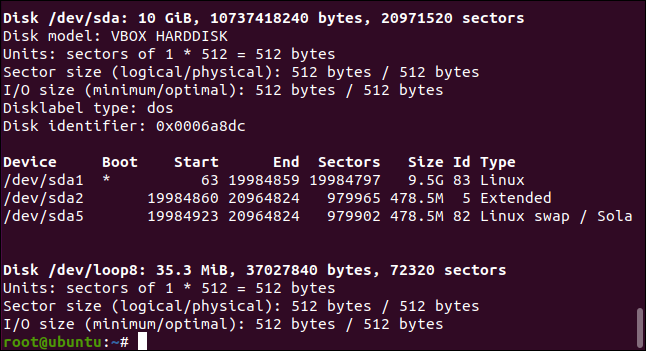 Disk /dev/sda: 10 GiB, 10737418240 bytes, 20971520 sectors
Disk model: VBOX HARDDISK
Units: sectors of 1 * 512 = 512 bytes
Sector size (logical/physical): 512 bytes / 512 bytes
I/O size (minimum/optimal): 512 bytes / 512 bytes
Disklabel type: dos
Disk identifier: 0x0006a8dc
Device     Boot    Start      End  Sectors   Size Id Type
/dev/sda1  *          63 19984859 19984797   9.5G 83 Linux
/dev/sda2       19984860 20964824   979965 478.5M  5 Extended
/dev/sda5       19984923 20964824   979902 478.5M 82 Linux swap / Sola
Disk /dev/loop8: 35.3 MiB, 37027840 bytes, 72320 sectors
Units: sectors of 1 * 512 = 512 bytes
Sector size (logical/physical): 512 bytes / 512 bytes
I/O size (minimum/optimal): 512 bytes / 512 bytes
root@ubuntu:~#